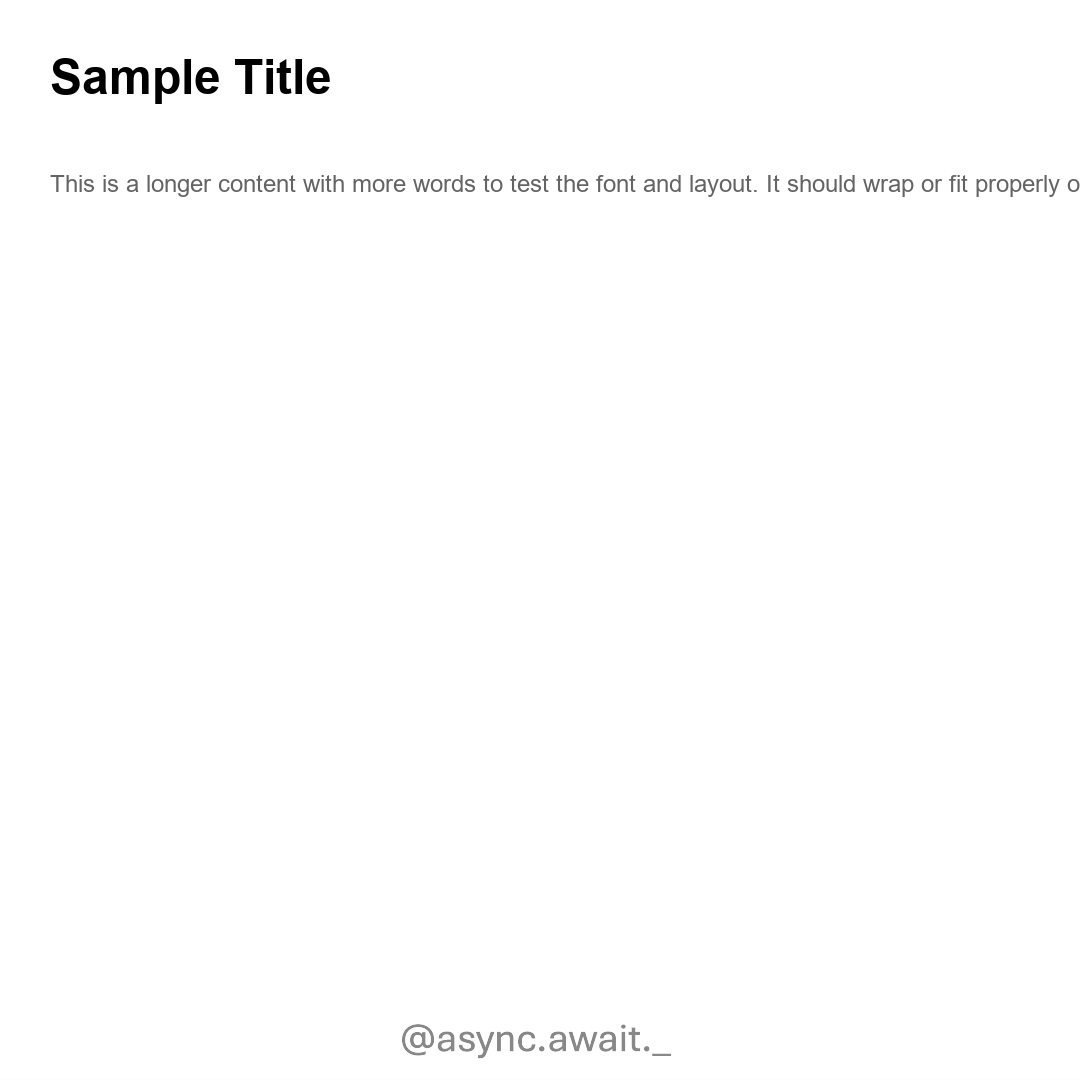 Sample Title
This is a longer content with more words to test the font and layout. It should wrap or fit properly o
@async.await._